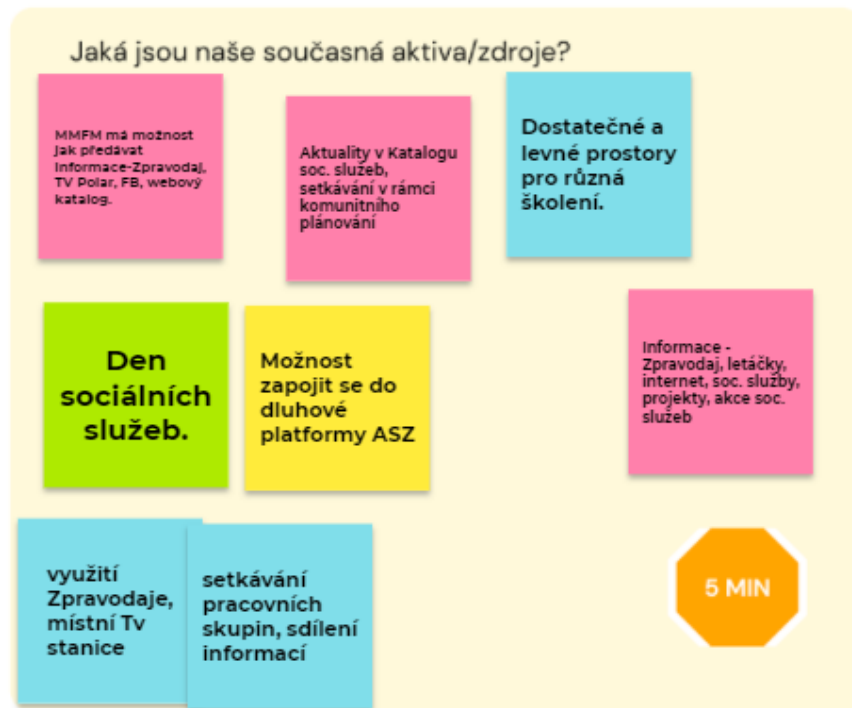 Jaká jsou naše současná aktiva/zdroje?
MMFM má možnost
jak předávat
Informace-Zpravodaj,
TV Polar, FB, webový
katalog.
Aktuality v Katalogu
soc. služeb,
setkávání v rámci
komunitního
plánování
Dostatečné a
levné prostory
pro různá
školení.
Den
sociálních
služeb.
Možnost
zapojit se do
dluhové
platformy ASZ
Informace -
Zpravodaj, letáčky,
internet, soc. služby,
projekty, akce soc.
služeb
využití
Zpravodaje,
místní Tv
stanice
setkávání
pracovních
skupin, sdílení
informací
5 MIN